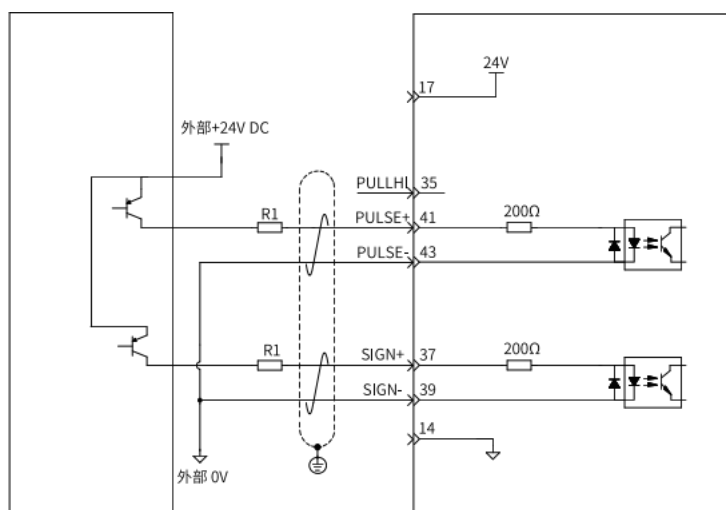 24V
17
外部+24V DC
PULLHI 35
R1 PULSE+ 41 200Ω
PULSE- 43
R1 SIGN+ 37 200Ω
SIGN- 39
14
外部 0V